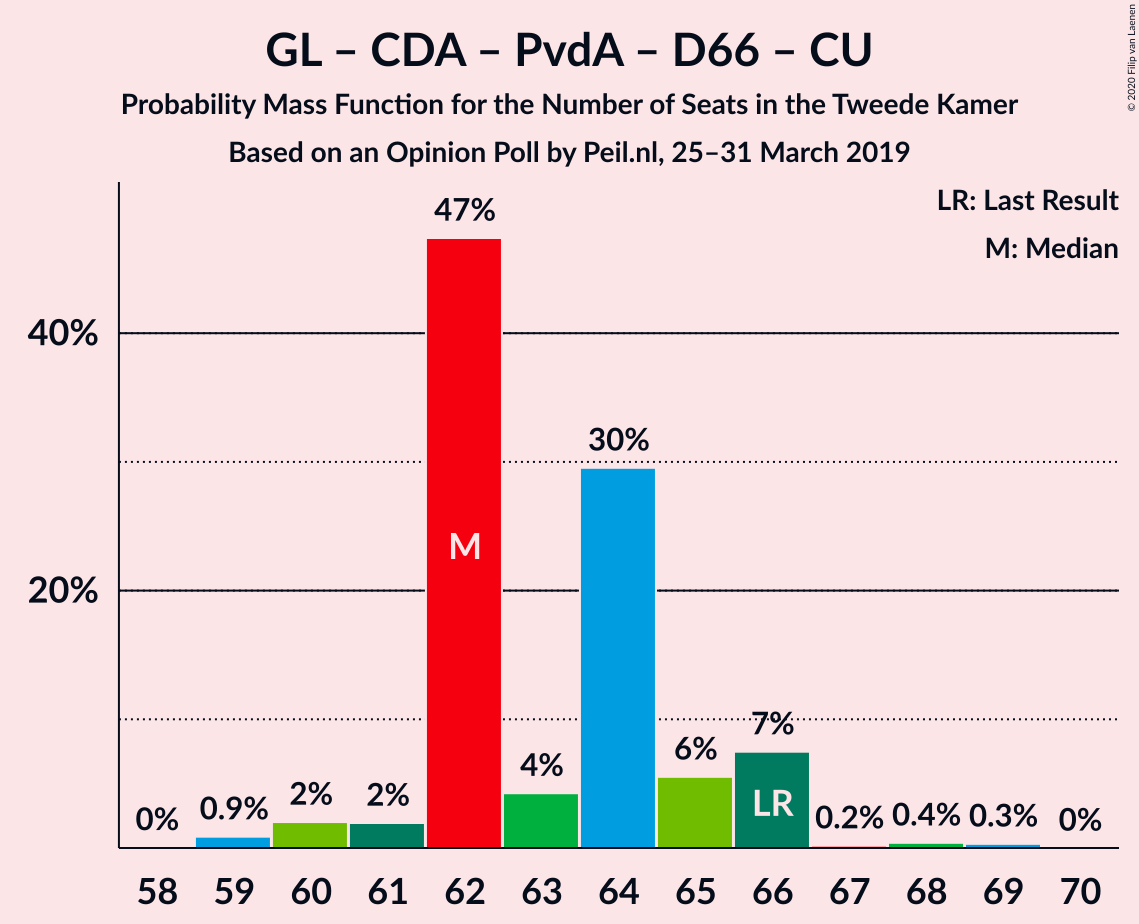 GL – CDA – PvdA – D66 – CU
Probability Mass Function for the Number of Seats in the Tweede Kamer
Based on an Opinion Poll by Peil.nl, 25–31 March 2019
© 2020 Filip van Laenen
LR: Last Result
M: Median
40%
20%
0% 0.9% 2% 2% 47% 4% 30% 6% 7% 0.2% 0.4% 0.3% 0%
M
LR
58 59 60 61 62 63 64 65 66 67 68 69 70